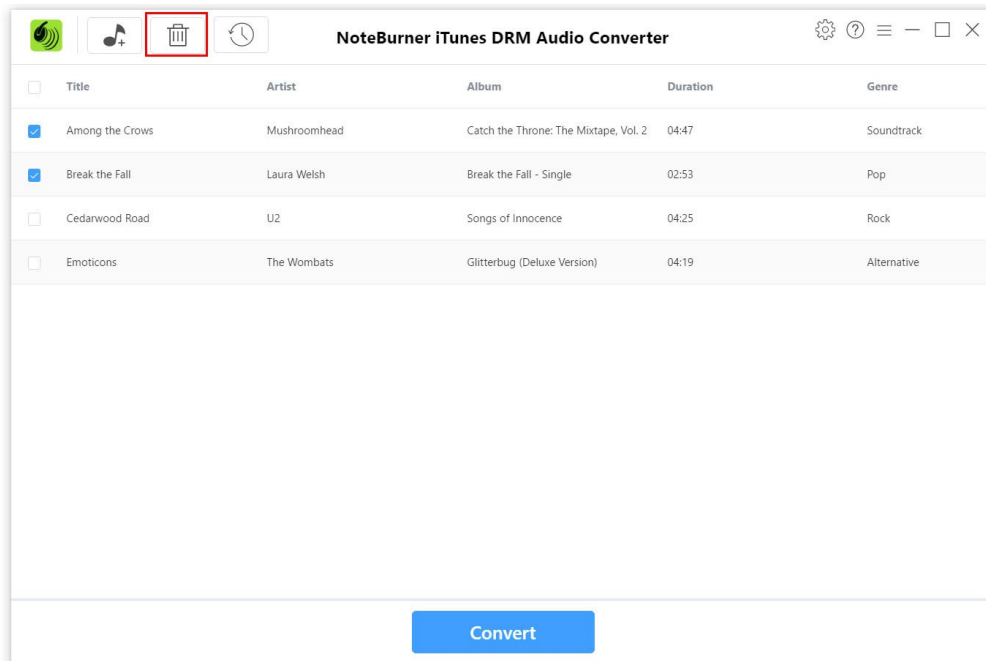 NoteBurner iTunes DRM Audio Converter
Title Artist Album Duration Genre
Among the Crows Mushroomhead Catch the Throne: The Mixtape, Vol. 2 04:47 Soundtrack
Break the Fall Laura Welsh Break the Fall - Single 02:53 Pop
Cedarwood Road U2 Songs of Innocence 04:25 Rock
Emoticons The Wombats Glitterbug (Deluxe Version) 04:19 Alternative
Convert